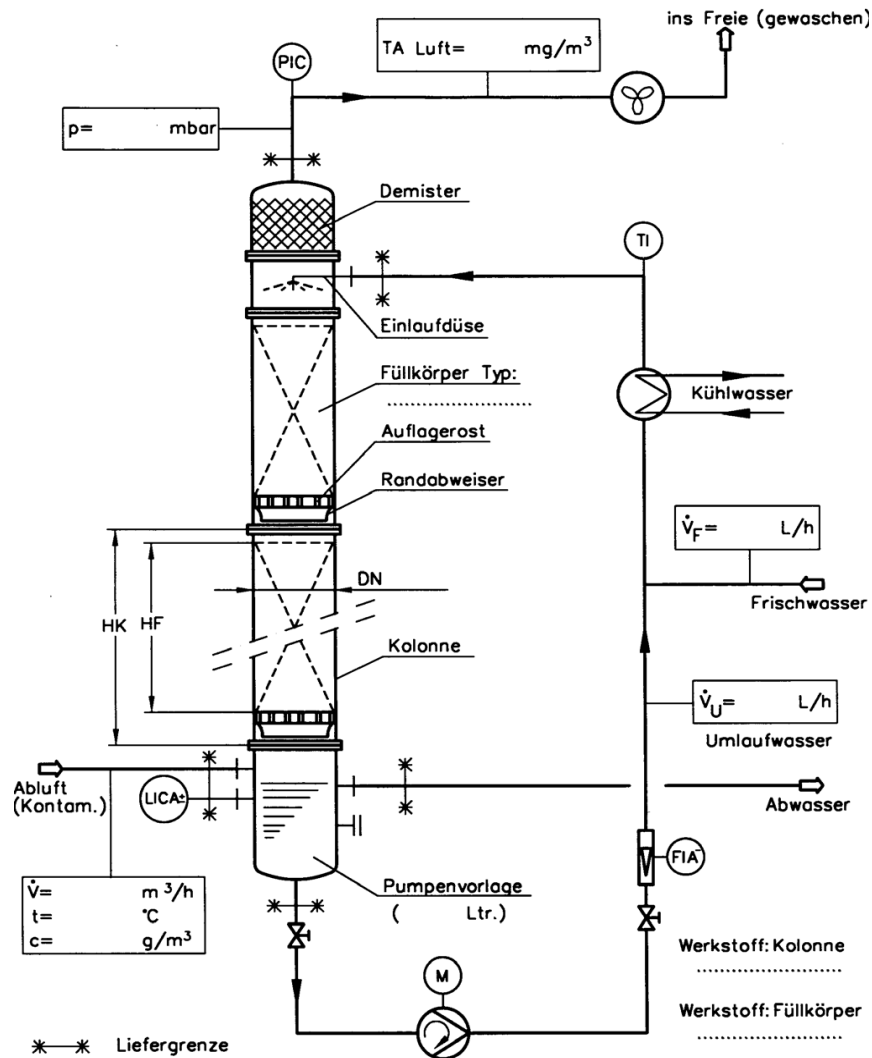 ins Freie (gewaschen)
PIC
TA Luft= mg/m³
p= mbar
Demister
TI
Einlaufdüse
Füllkörper Typ:
Kühlwasser
Auflagerost
Randabweiser
V̇F= L/h
DN
Frischwasser
HK
HF
Kolonne
V̇U= L/h
Umlaufwasser
Abluft
(Kontam.)
LICA±
Abwasser
FIA-
V̇= m³/h
t= °C
c= g/m³
Pumpenvorlage
( Ltr.)
M
Werkstoff: Kolonne
Werkstoff: Füllkörper
Liefergrenze